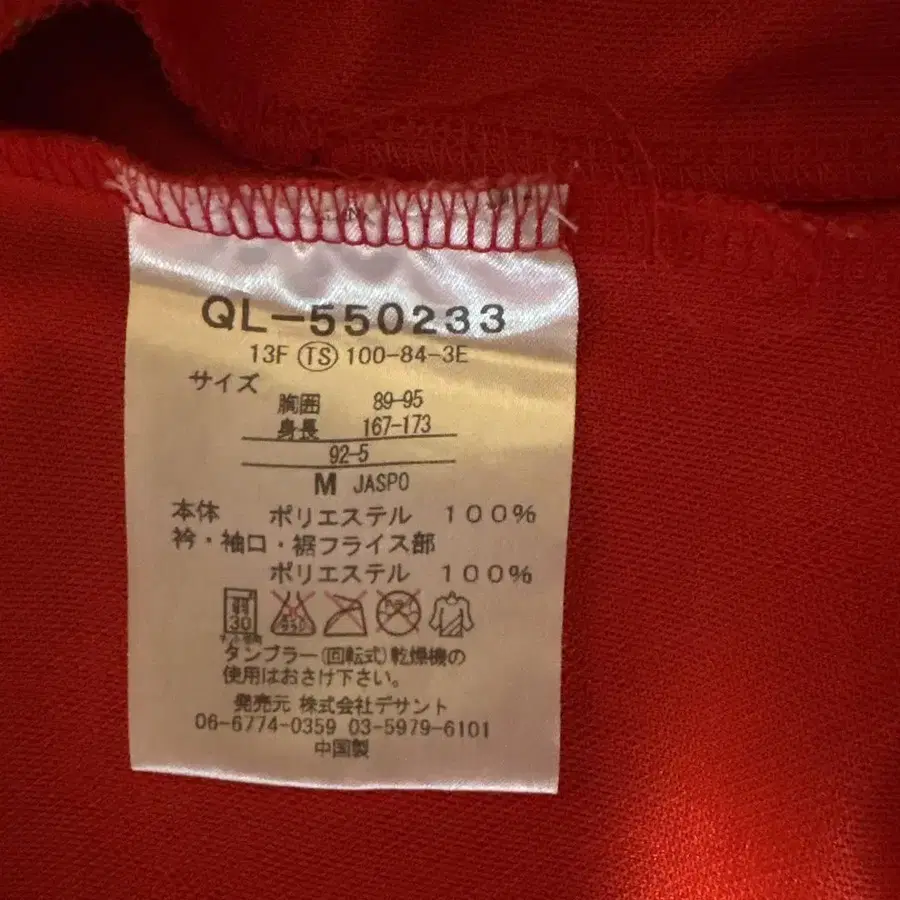 QL-550233
13F TS 100-84-3E
サイズ
胸囲 89-95
身長 167-173
92-5
M JASPO
本体 ポリエステル 100%
衿・袖口・裾フライス部
ポリエステル 100%
30
タンブラー(回転式)乾燥機の
使用はおさけ下さい。
発売元 株式会社デサント
06-6774-0359 03-5979-6101
中国製